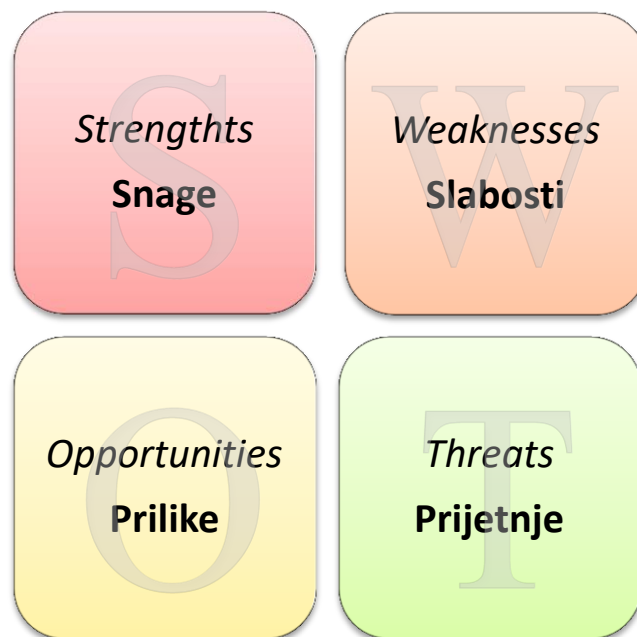 S
Strengthts
Snage
W
Weaknesses
Slabosti
O
Opportunities
Prilike
T
Threats
Prijetnje